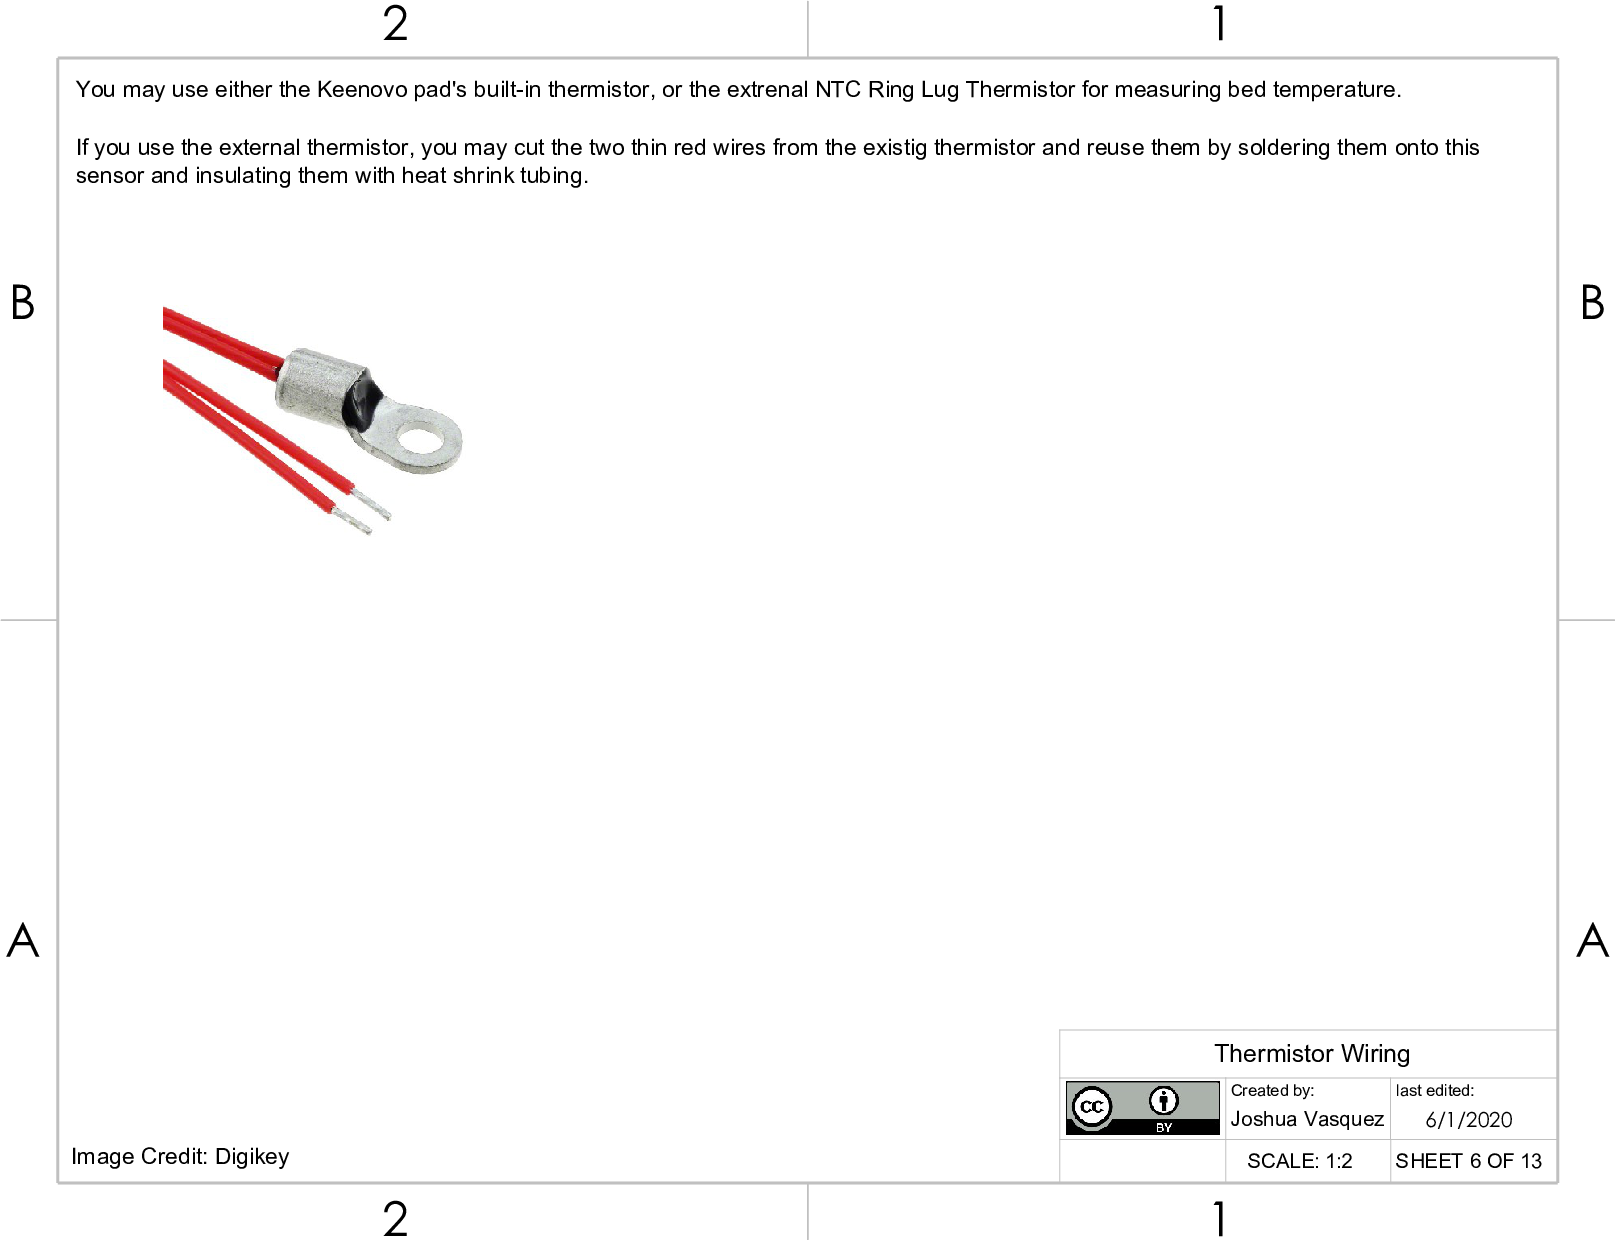 2 1
You may use either the Keenovo pad's built-in thermistor, or the extrenal NTC Ring Lug Thermistor for measuring bed temperature.
If you use the external thermistor, you may cut the two thin red wires from the existig thermistor and reuse them by soldering them onto this
sensor and insulating them with heat shrink tubing.
B B
A A
Thermistor Wiring
cc BY
Created by:
Joshua Vasquez
last edited:
6/1/2020
SCALE: 1:2
SHEET 6 OF 13
Image Credit: Digikey
2 1